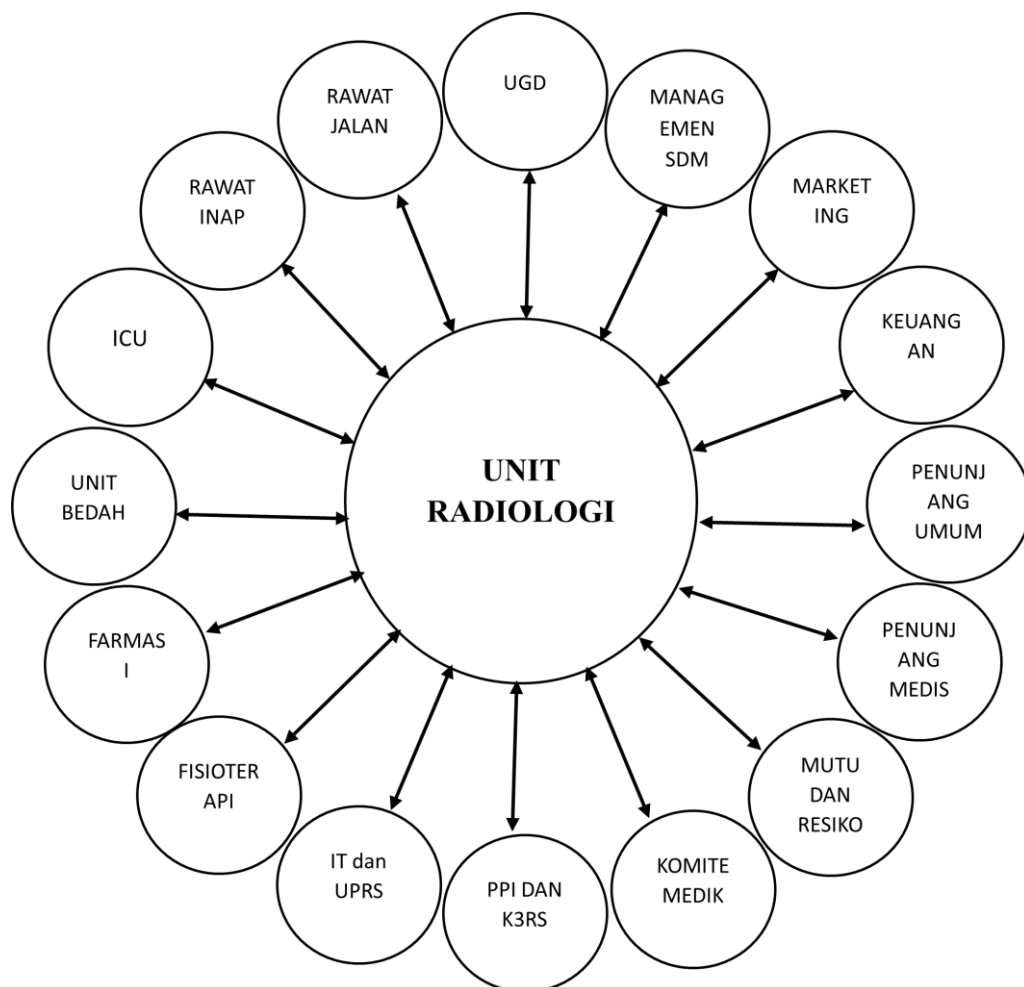 UGD
MANAG
EMEN
SDM
MARKET
ING
KEUANG
AN
PENUNJ
ANG
UMUM
PENUNJ
ANG
MEDIS
MUTU
DAN
RESIKO
KOMITE
MEDIK
PPI DAN
K3RS
IT dan
UPRS
FISIOTER
API
FARMAS
I
UNIT
BEDAH
ICU
RAWAT
INAP
RAWAT
JALAN
UNIT
RADIOLOGI